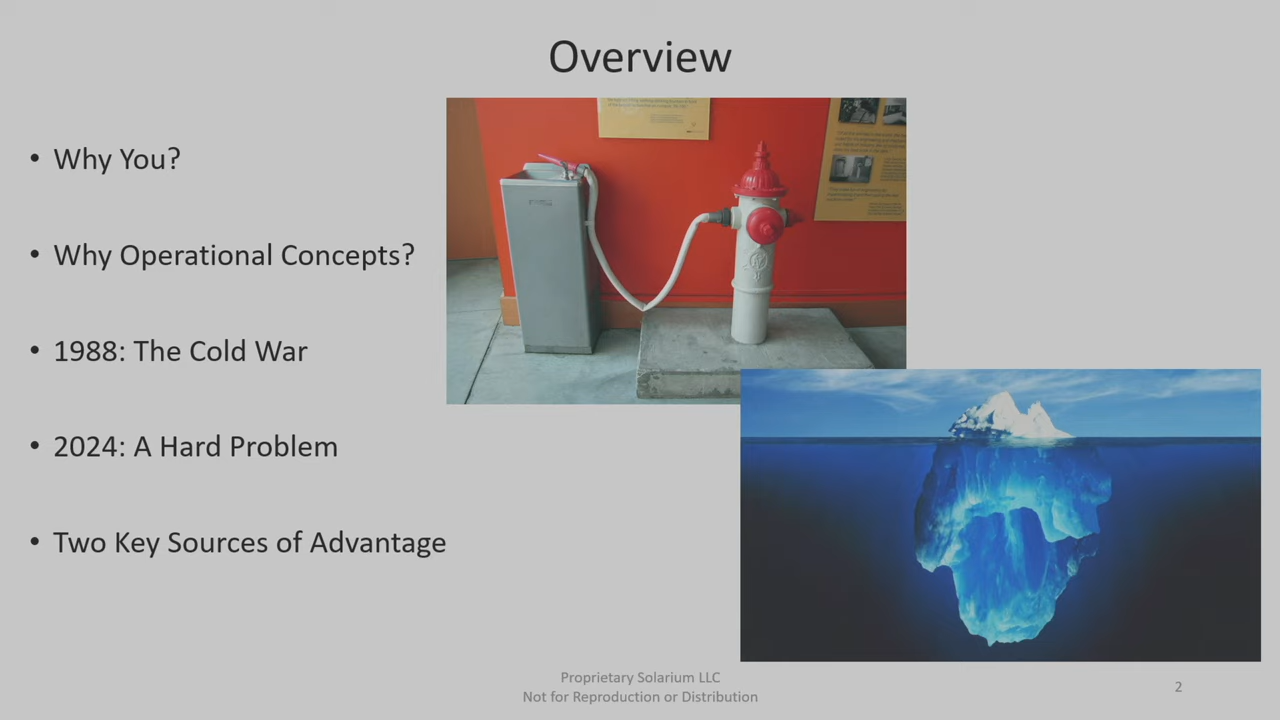 Overview
• Why You?
• Why Operational Concepts?
• 1988: The Cold War
• 2024: A Hard Problem
• Two Key Sources of Advantage
Proprietary Solarium LLC
Not for Reproduction or Distribution
2